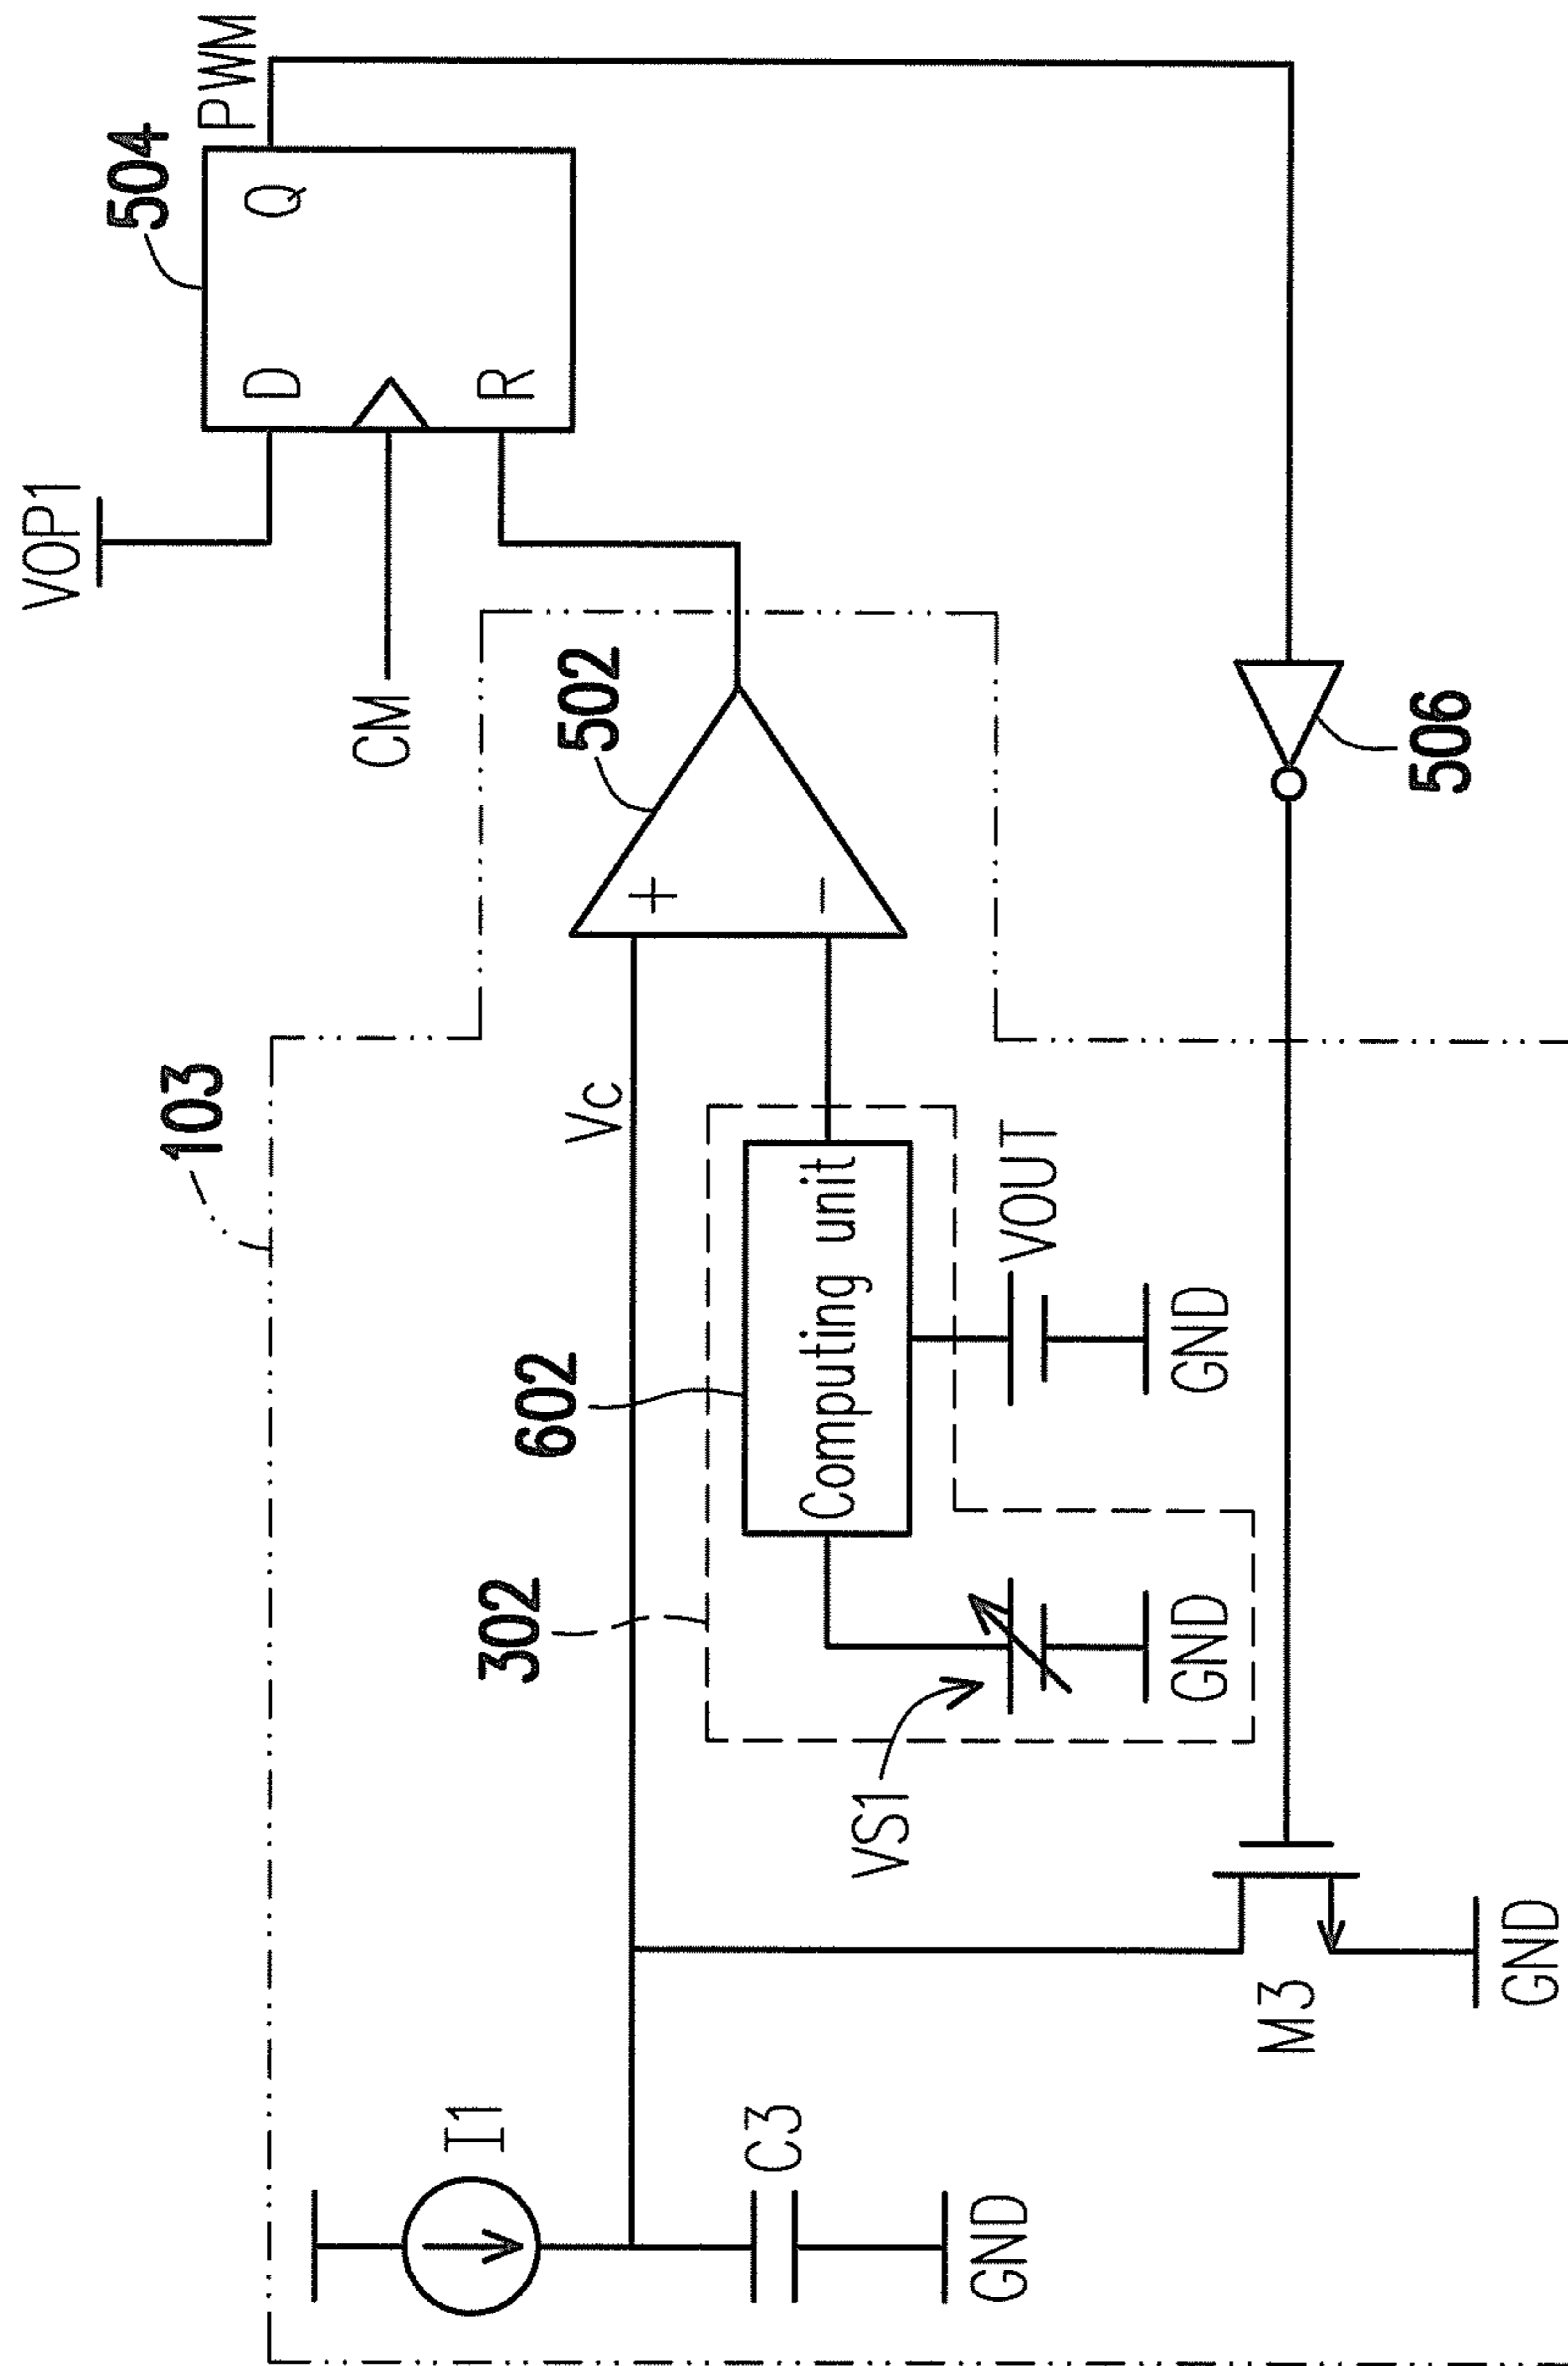 103
VOP1
504
PWM
D
Q
CM
R
I1
Vc
502
+
−
C3
GND
302
602
Computing unit
VS1
VOUT
GND
GND
M3
GND
506